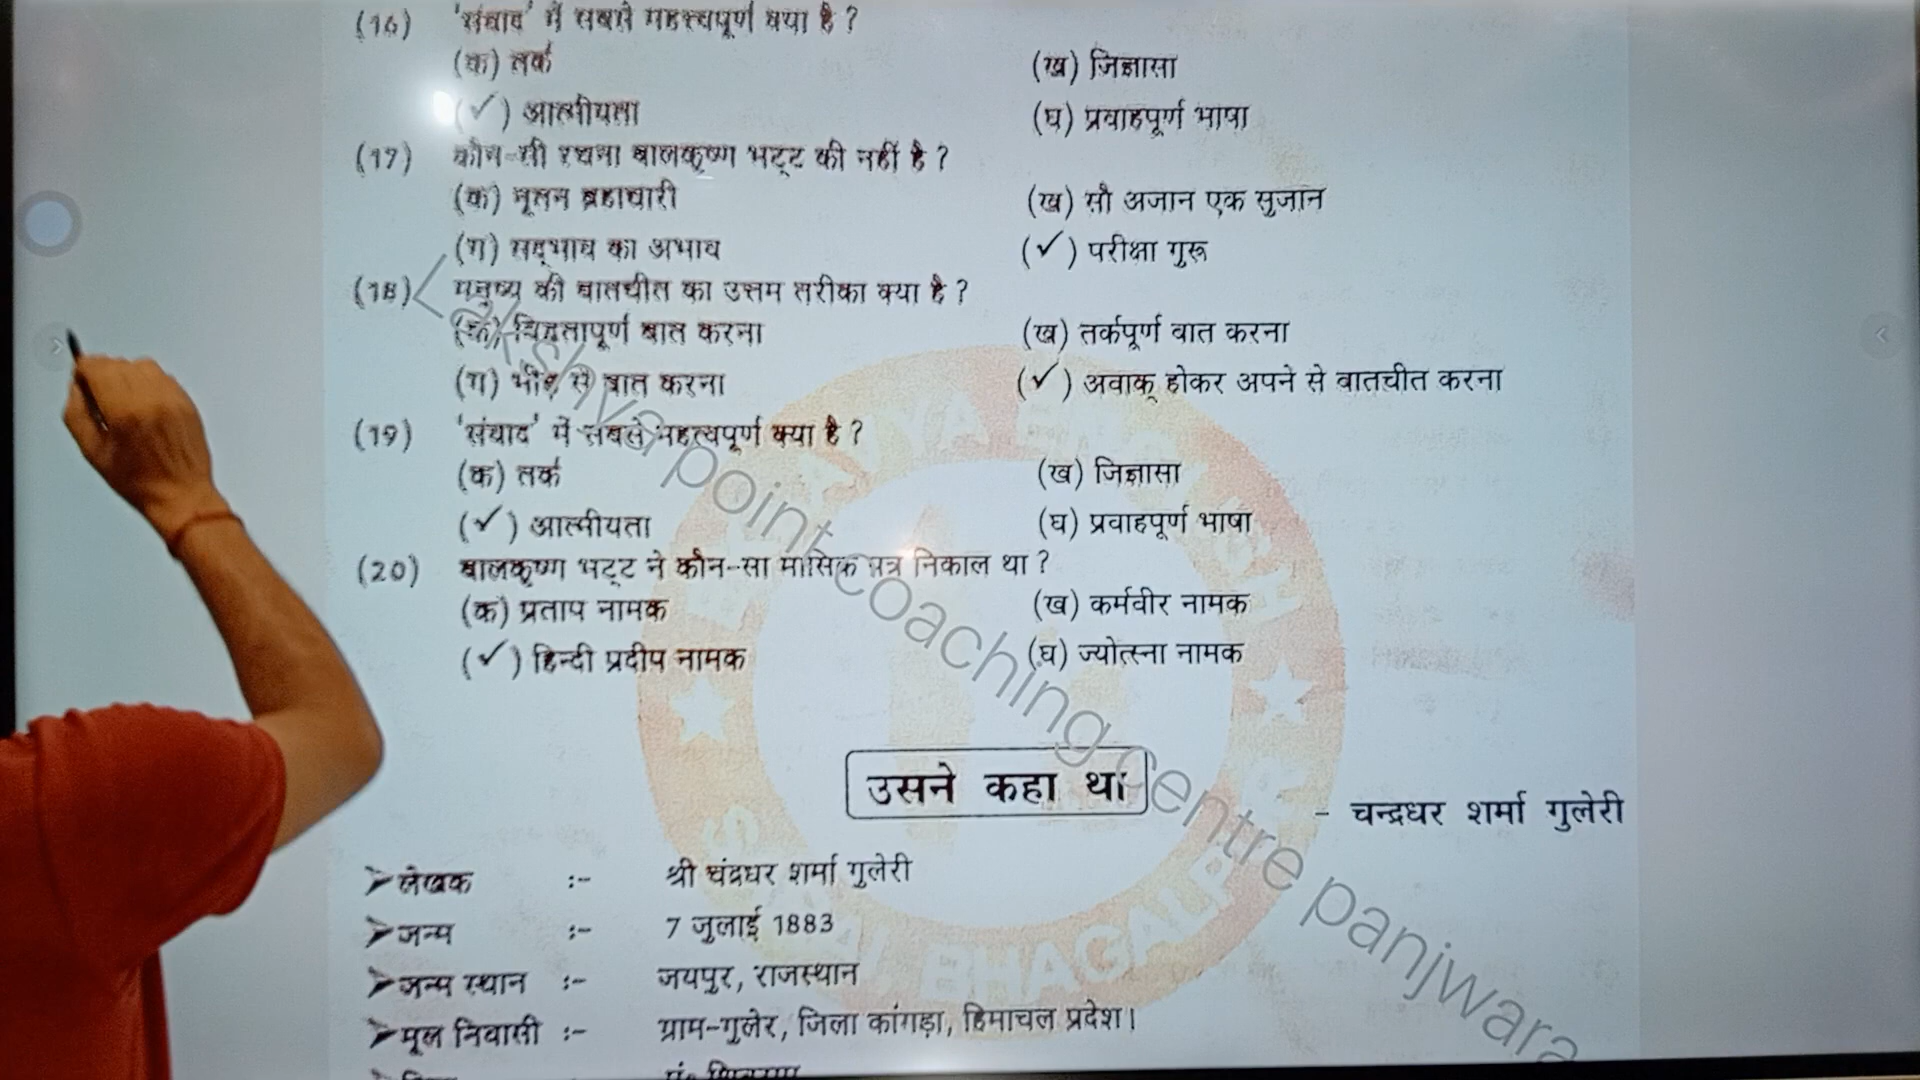 (16) 'संवाद' में सबसे महत्त्वपूर्ण क्या है ?
(क) तर्क (ख) जिज्ञासा
(✓) आत्मीयता (घ) प्रवाहपूर्ण भाषा
(17) कौन-सी रचना बालकृष्ण भट्ट की नहीं है ?
(क) नूतन ब्रह्मचारी (ख) सौ अजान एक सुजान
(ग) सद्भाव का अभाव (✓) परीक्षा गुरू
(18) मनुष्य की बातचीत का उत्तम तरीका क्या है ?
(क) विद्वतापूर्ण बात करना (ख) तर्कपूर्ण बात करना
(ग) भीड़ से बात करना (✓) अवाक् होकर अपने से बातचीत करना
(19) 'संवाद' में सबसे महत्वपूर्ण क्या है ?
(क) तर्क (ख) जिज्ञासा
(✓) आत्मीयता (घ) प्रवाहपूर्ण भाषा
(20) बालकृष्ण भट्ट ने कौन-सा मासिक पत्र निकाल था ?
(क) प्रताप नामक (ख) कर्मवीर नामक
(✓) हिन्दी प्रदीप नामक (घ) ज्योत्स्ना नामक
उसने कहा था
- चन्द्रधर शर्मा गुलेरी
➤ लेखक :- श्री चंद्रधर शर्मा गुलेरी
➤ जन्म :- 7 जुलाई 1883
➤ जन्म स्थान :- जयपुर, राजस्थान
➤ मूल निवासी :- ग्राम-गुलेर, जिला कांगड़ा, हिमाचल प्रदेश।
Lakshya point coaching centre panjwara